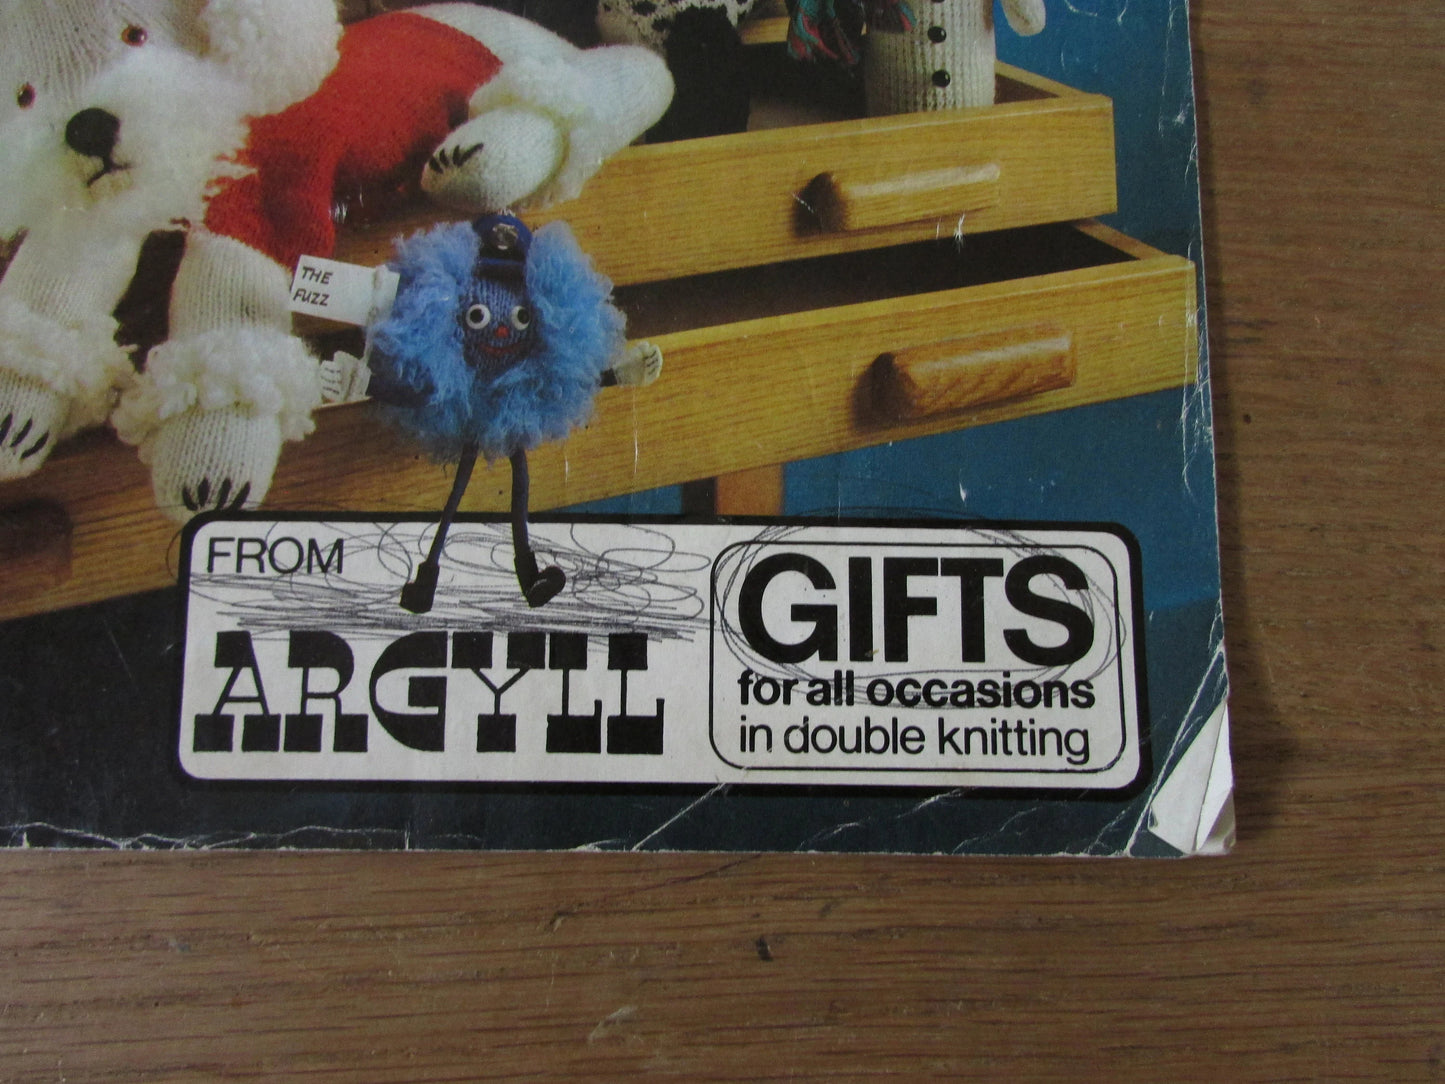 THE
FUZZ
FROM
ARGYLL
GIFTS
for all occasions
in double knitting